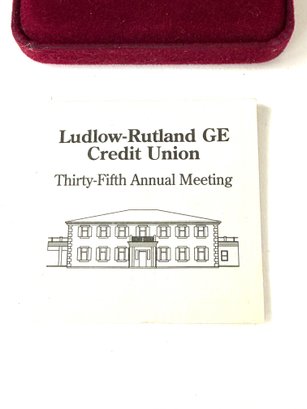 Ludlow-Rutland GE
Credit Union
Thirty-Fifth Annual Meeting